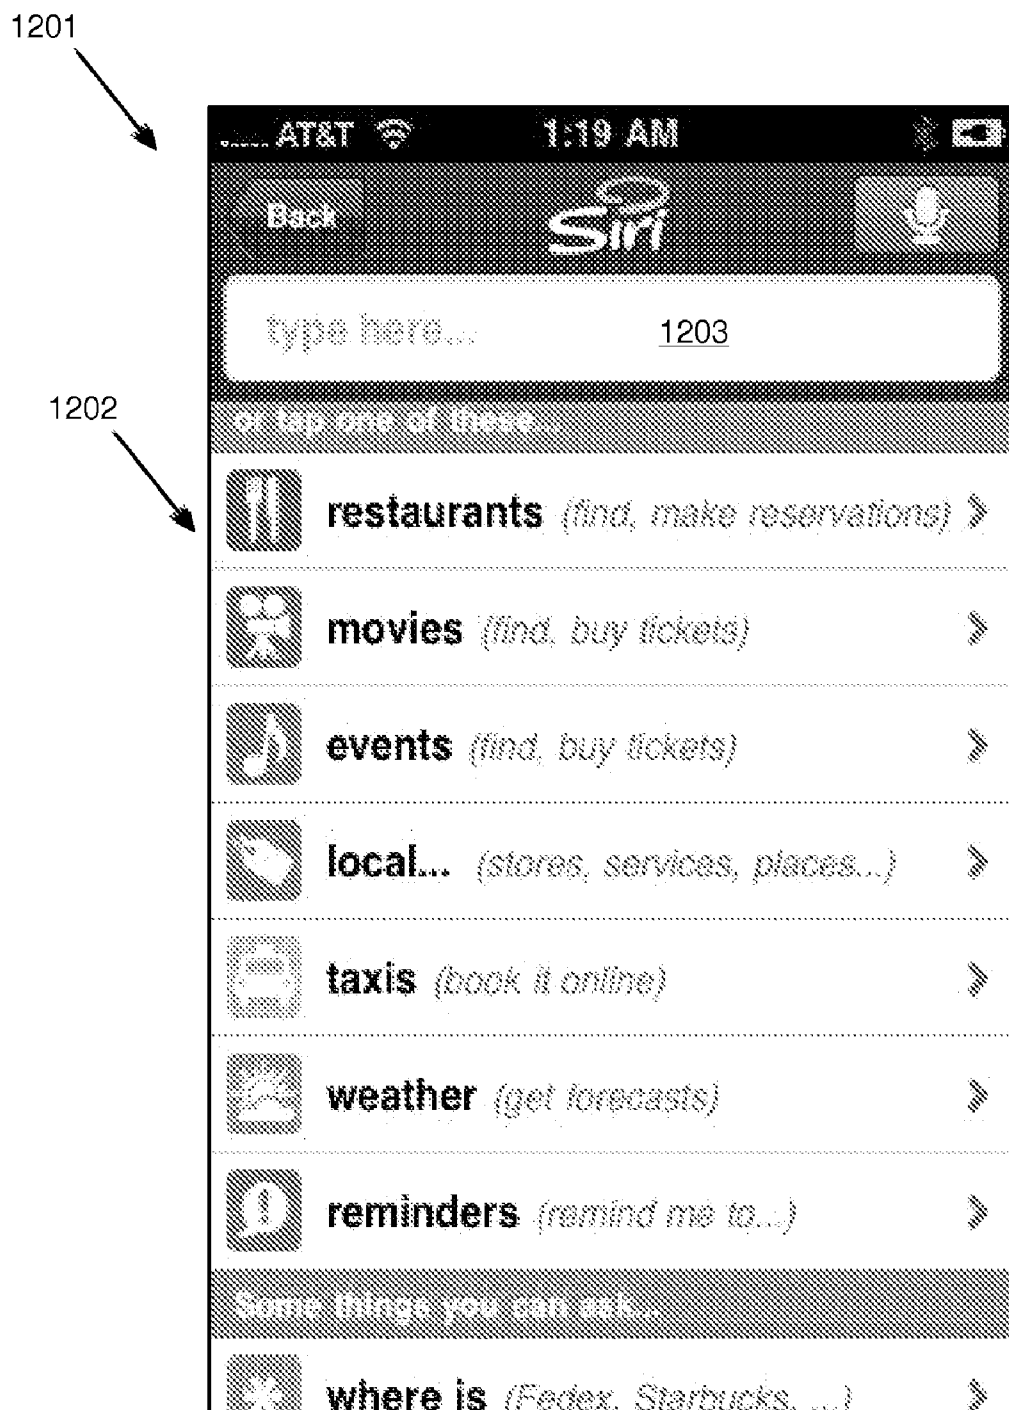 1201
AT&T 1:19 AM
Back Siri
type here... 1203
1202
or tap one of these...
restaurants (find, make reservations)
movies (find, buy tickets)
events (find, buy tickets)
local... (stores, services, places...)
taxis (book it online)
weather (get forecasts)
reminders (remind me to...)
Some things you can ask...
where is (Fedex, Starbucks, ...)